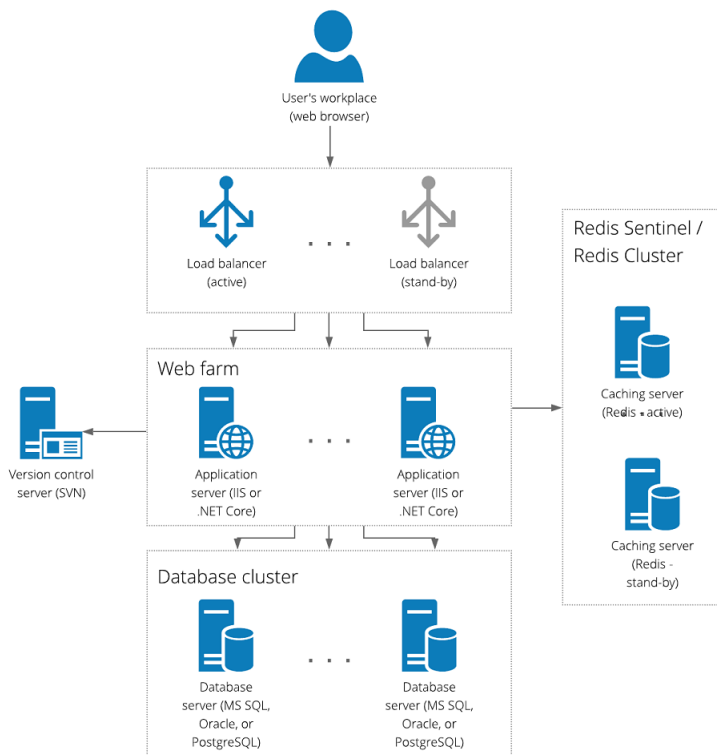 User's workplace
(web browser)
Load balancer
(active)
. . .
Load balancer
(stand-by)
Redis Sentinel /
Redis Cluster
Caching server
(Redis - active)
Caching server
(Redis -
stand-by)
Web farm
Application
server (IIS or
.NET Core)
. . .
Application
server (IIS or
.NET Core)
Version control
server (SVN)
Database cluster
Database
server (MS SQL,
Oracle, or
PostgreSQL)
. . .
Database
server (MS SQL,
Oracle, or
PostgreSQL)